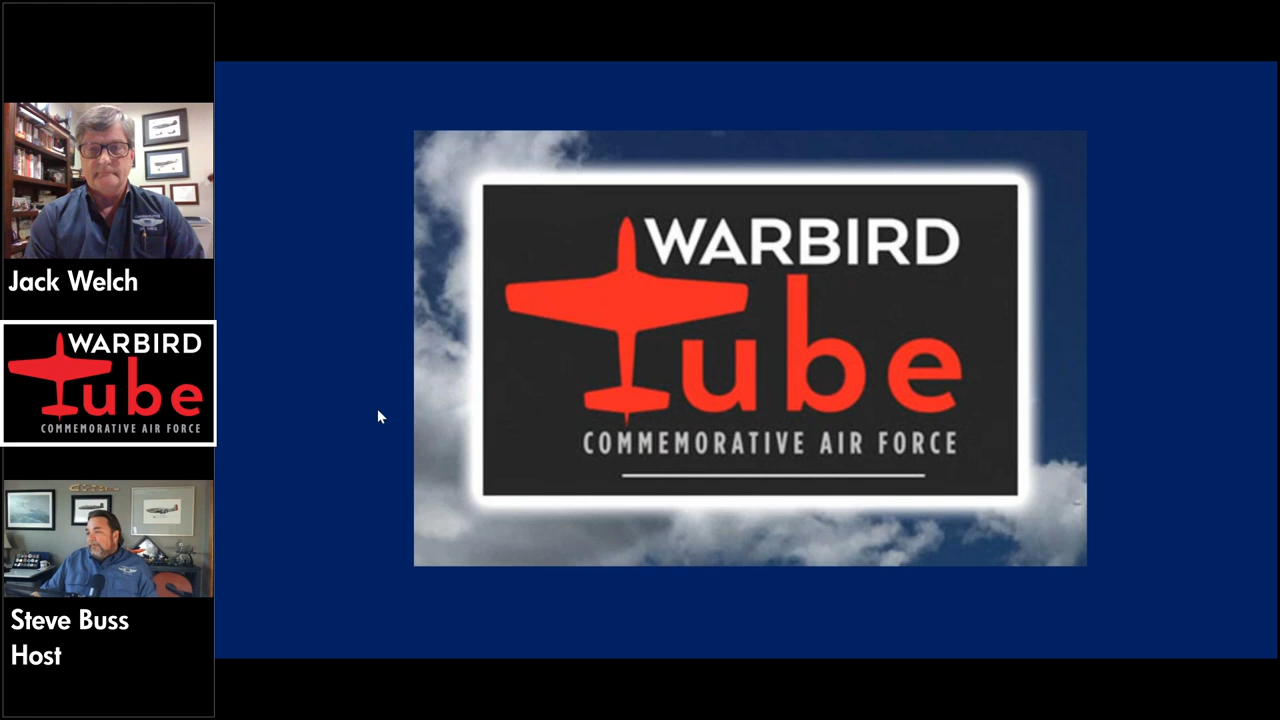 Jack Welch
WARBIRD
Tube
COMMEMORATIVE AIR FORCE
Steve Buss
Host
WARBIRD
Tube
COMMEMORATIVE AIR FORCE